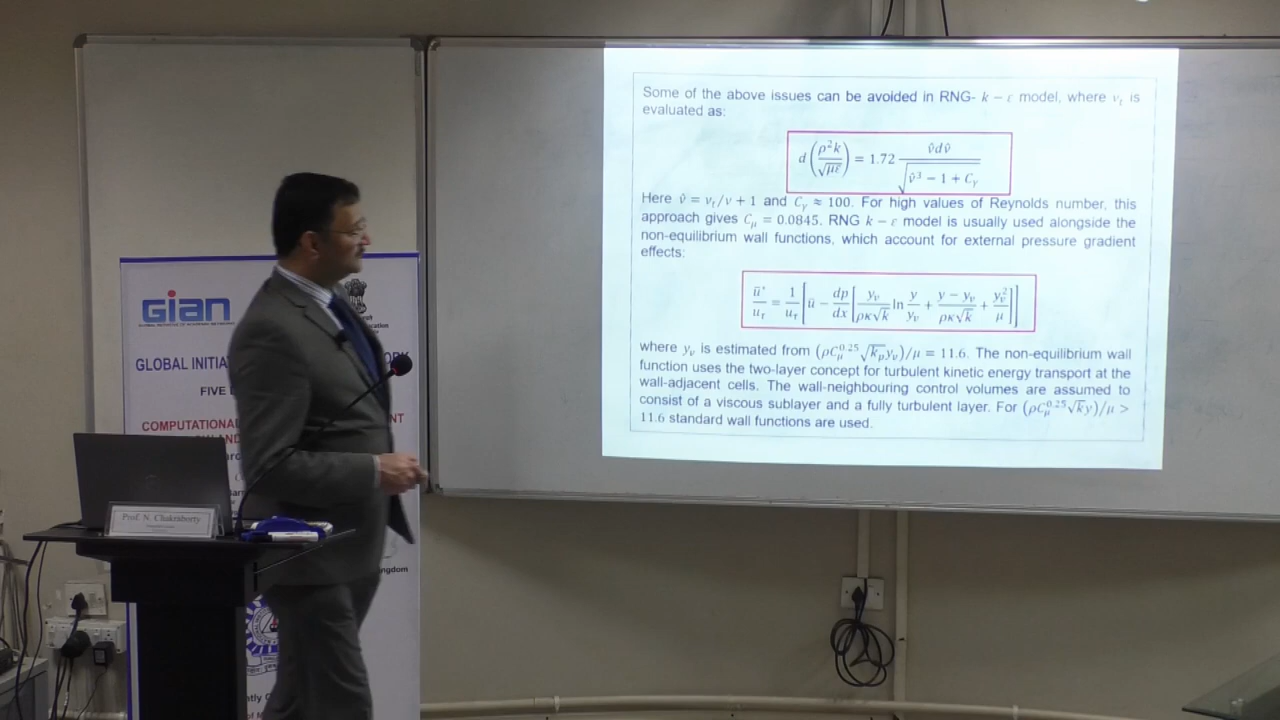 Some of the above issues can be avoided in RNG- k − ε model, where ν_t is
evaluated as:
d(ρ²k/√με) = 1.72 ν̂dν̂/√(ν̂³ − 1 + C_γ)
Here ν̂ = ν_t/ν + 1 and C_γ ≈ 100. For high values of Reynolds number, this
approach gives C_μ = 0.0845. RNG k − ε model is usually used alongside the
non-equilibrium wall functions, which account for external pressure gradient
effects:
ū'/u_τ = 1/u_τ [ū − dp/dx [y_v/ρκ√k ln y/y_v + y − y_v/ρκ√k + y_v²/μ]]
where y_v is estimated from (ρC_μ^0.25 √k_p y_v)/μ = 11.6. The non-equilibrium wall
function uses the two-layer concept for turbulent kinetic energy transport at the
wall-adjacent cells. The wall-neighbouring control volumes are assumed to
consist of a viscous sublayer and a fully turbulent layer. For (ρC_μ^0.25 √k y)/μ >
11.6 standard wall functions are used.
gian
GLOBAL INITIA
FIVE
COMPUTATIONAL
NT
Prof. N. Chakraborty
ngdom